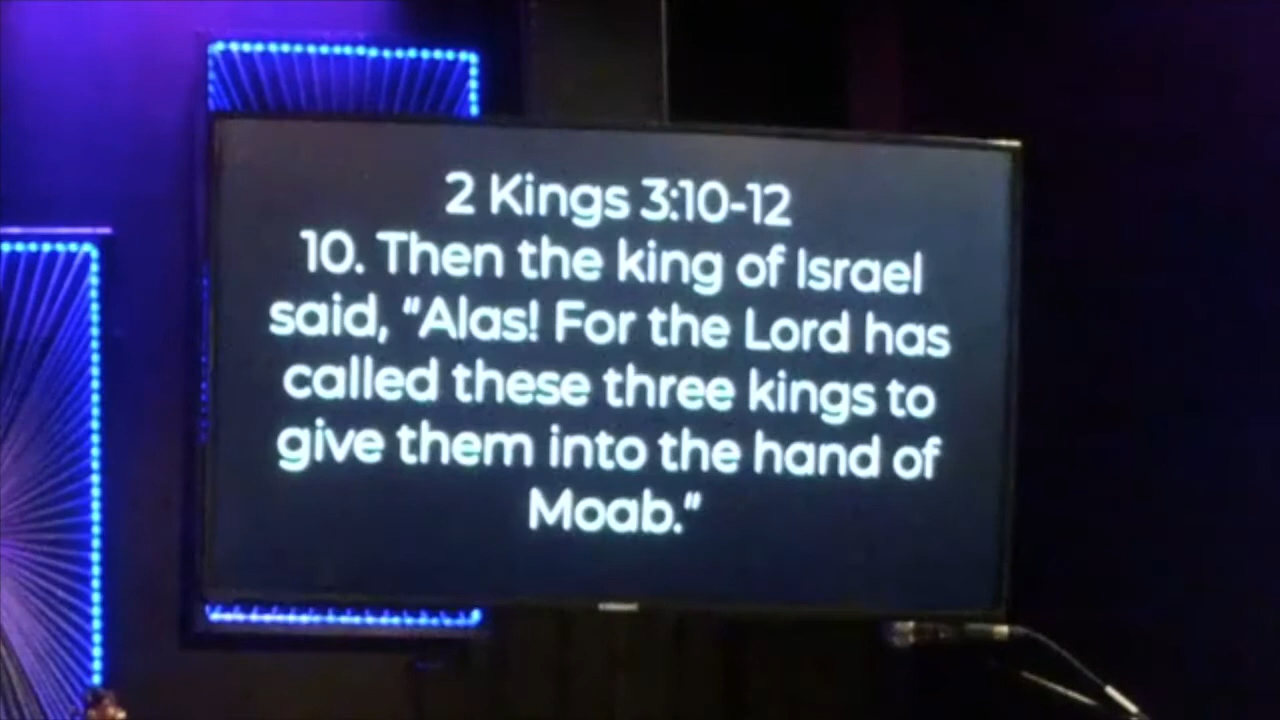 2 Kings 3:10-12
10. Then the king of Israel
said, "Alas! For the Lord has
called these three kings to
give them into the hand of
Moab."